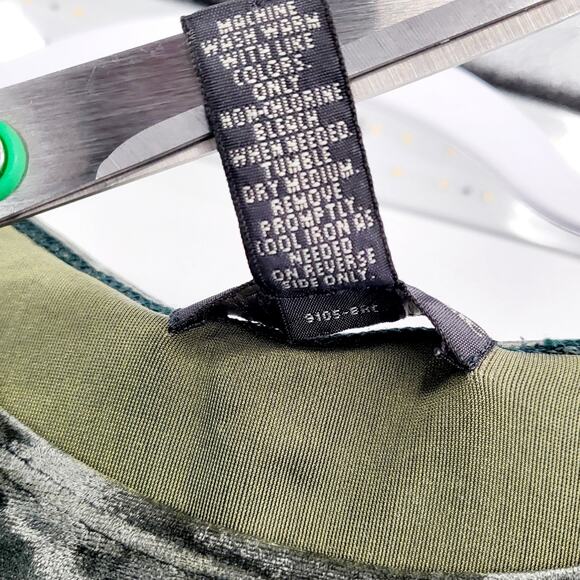 MACHINE
WASH WARM
WITH LIKE
COLORS
ONLY
NON-CHLORINE
BLEACH
WHEN NEEDED.
TUMBLE
DRY MEDIUM.
REMOVE
PROMPTLY.
COOL IRON AS
NEEDED
ON REVERSE
SIDE ONLY.